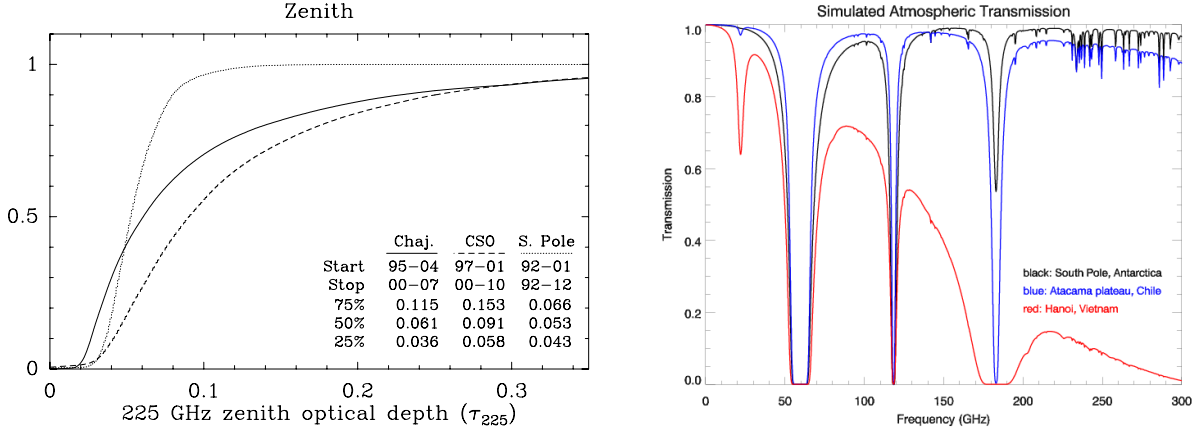 Zenith
1
0.5
0
0
0.1
0.2
0.3
225 GHz zenith optical depth (τ225)
Chaj. CSO S. Pole
Start 95-04 97-01 92-01
Stop 00-07 00-10 92-12
75% 0.115 0.153 0.066
50% 0.061 0.091 0.053
25% 0.036 0.058 0.043
Simulated Atmospheric Transmission
Transmission
1.0
0.8
0.6
0.4
0.2
0.0
black: South Pole, Antarctica
blue: Atacama plateau, Chile
red: Hanoi, Vietnam
0 50 100 150 200 250 300
Frequency (GHz)